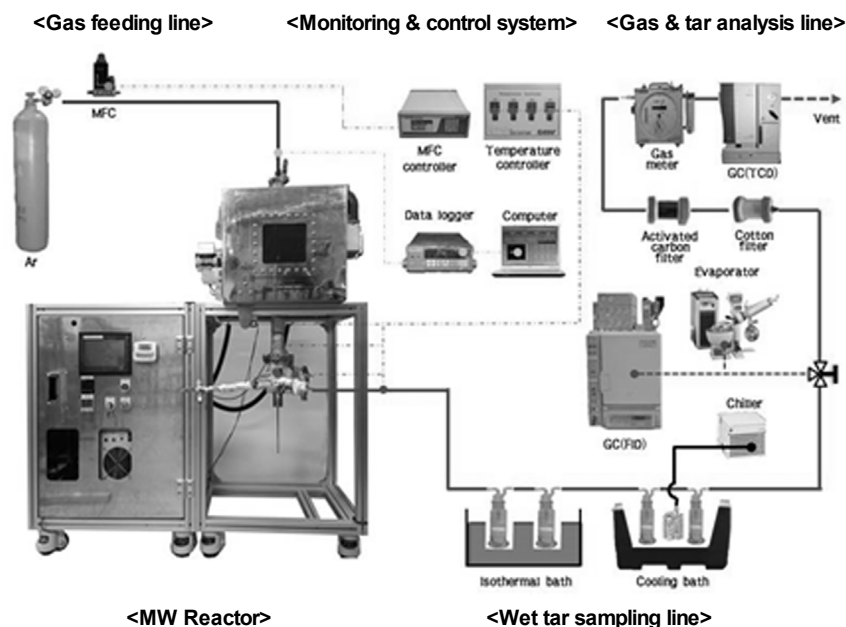 <Gas feeding line>
<Monitoring & control system>
<Gas & tar analysis line>
MFC
Ar
MFC
controller
Temperature
controller
Data logger
Computer
Gas
meter
GC(TCD)
Vent
Activated
carbon
filter
Cotton
filter
Evaporator
GC(FID)
Chiller
Isothermal bath
Cooling bath
<MW Reactor>
<Wet tar sampling line>